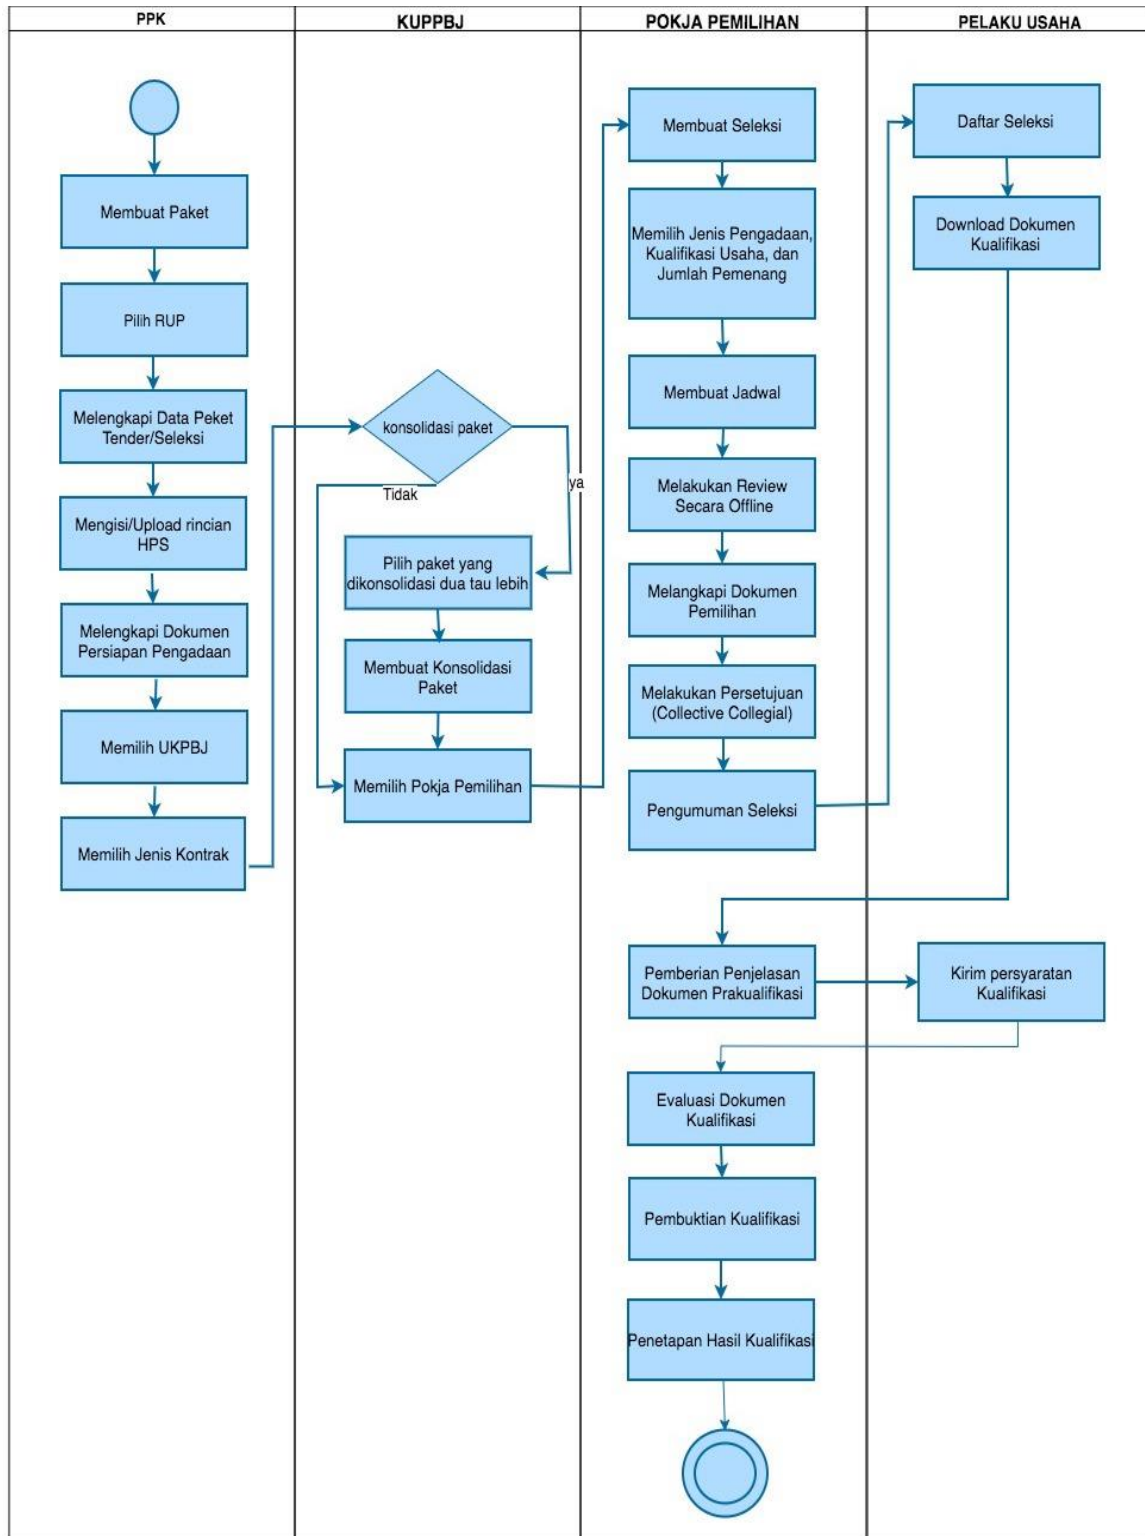 PPK
KUPPBJ
POKJA PEMILIHAN
PELAKU USAHA
Membuat Paket
Pilih RUP
Melengkapi Data Peket
Tender/Seleksi
Mengisi/Upload rincian
HPS
Melengkapi Dokumen
Persiapan Pengadaan
Memilih UKPBJ
Memilih Jenis Kontrak
konsolidasi paket
Tidak
ya
Pilih paket yang
dikonsolidasi dua tau lebih
Membuat Konsolidasi
Paket
Memilih Pokja Pemilihan
Membuat Seleksi
Memilih Jenis Pengadaan,
Kualifikasi Usaha, dan
Jumlah Pemenang
Membuat Jadwal
Melakukan Review
Secara Offline
Melangkapi Dokumen
Pemilihan
Melakukan Persetujuan
(Collective Collegial)
Pengumuman Seleksi
Daftar Seleksi
Download Dokumen
Kualifikasi
Pemberian Penjelasan
Dokumen Prakualifikasi
Kirim persyaratan
Kualifikasi
Evaluasi Dokumen
Kualifikasi
Pembuktian Kualifikasi
Penetapan Hasil Kualifikasi